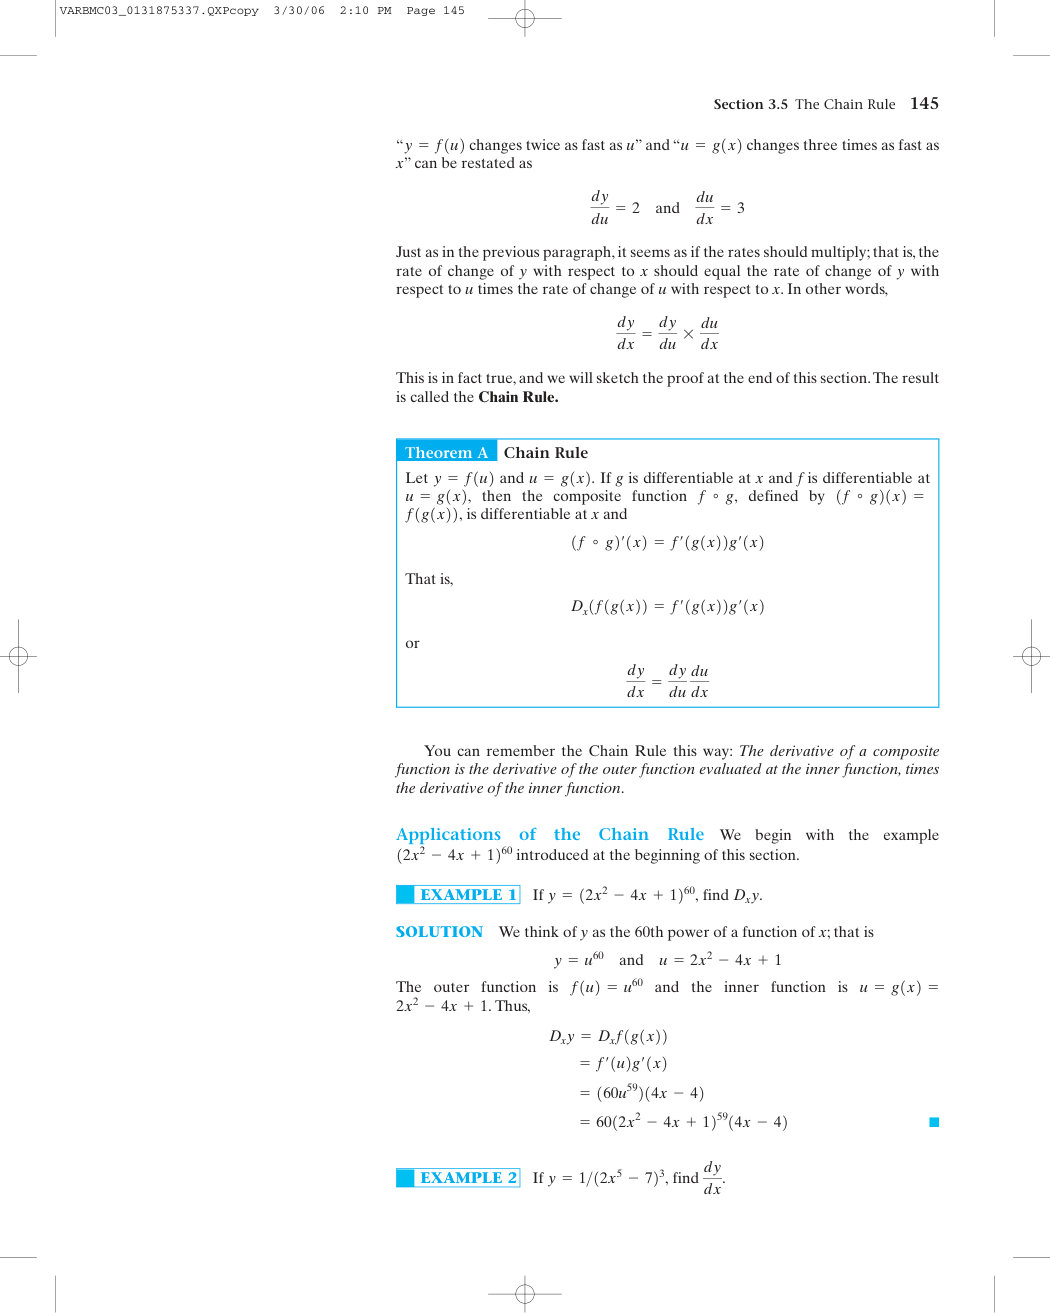 VARBMC03_0131875337.QXPcopy 3/30/06 2:10 PM Page 145
Section 3.5 The Chain Rule 145
“y = f(u) changes twice as fast as u” and “u = g(x) changes three times as fast as
x” can be restated as
dy/du = 2 and du/dx = 3
Just as in the previous paragraph, it seems as if the rates should multiply; that is, the
rate of change of y with respect to x should equal the rate of change of y with
respect to u times the rate of change of u with respect to x. In other words,
dy/dx = dy/du × du/dx
This is in fact true, and we will sketch the proof at the end of this section. The result
is called the Chain Rule.
Theorem A Chain Rule
Let y = f(u) and u = g(x). If g is differentiable at x and f is differentiable at
u = g(x), then the composite function f ∘ g, defined by (f ∘ g)(x) =
f(g(x)), is differentiable at x and
(f ∘ g)′(x) = f′(g(x))g′(x)
That is,
Dₓ(f(g(x)) = f′(g(x))g′(x)
or
dy/dx = dy/du du/dx
You can remember the Chain Rule this way: The derivative of a composite
function is the derivative of the outer function evaluated at the inner function, times
the derivative of the inner function.
Applications of the Chain Rule We begin with the example
(2x² − 4x + 1)⁶⁰ introduced at the beginning of this section.
EXAMPLE 1 If y = (2x² − 4x + 1)⁶⁰, find Dₓy.
SOLUTION We think of y as the 60th power of a function of x; that is
y = u⁶⁰ and u = 2x² − 4x + 1
The outer function is f(u) = u⁶⁰ and the inner function is u = g(x) =
2x² − 4x + 1. Thus,
Dₓy = Dₓf(g(x))
= f′(u)g′(x)
= (60u⁵⁹)(4x − 4)
= 60(2x² − 4x + 1)⁵⁹(4x − 4)
EXAMPLE 2 If y = 1/(2x⁵ − 7)³, find dy/dx.